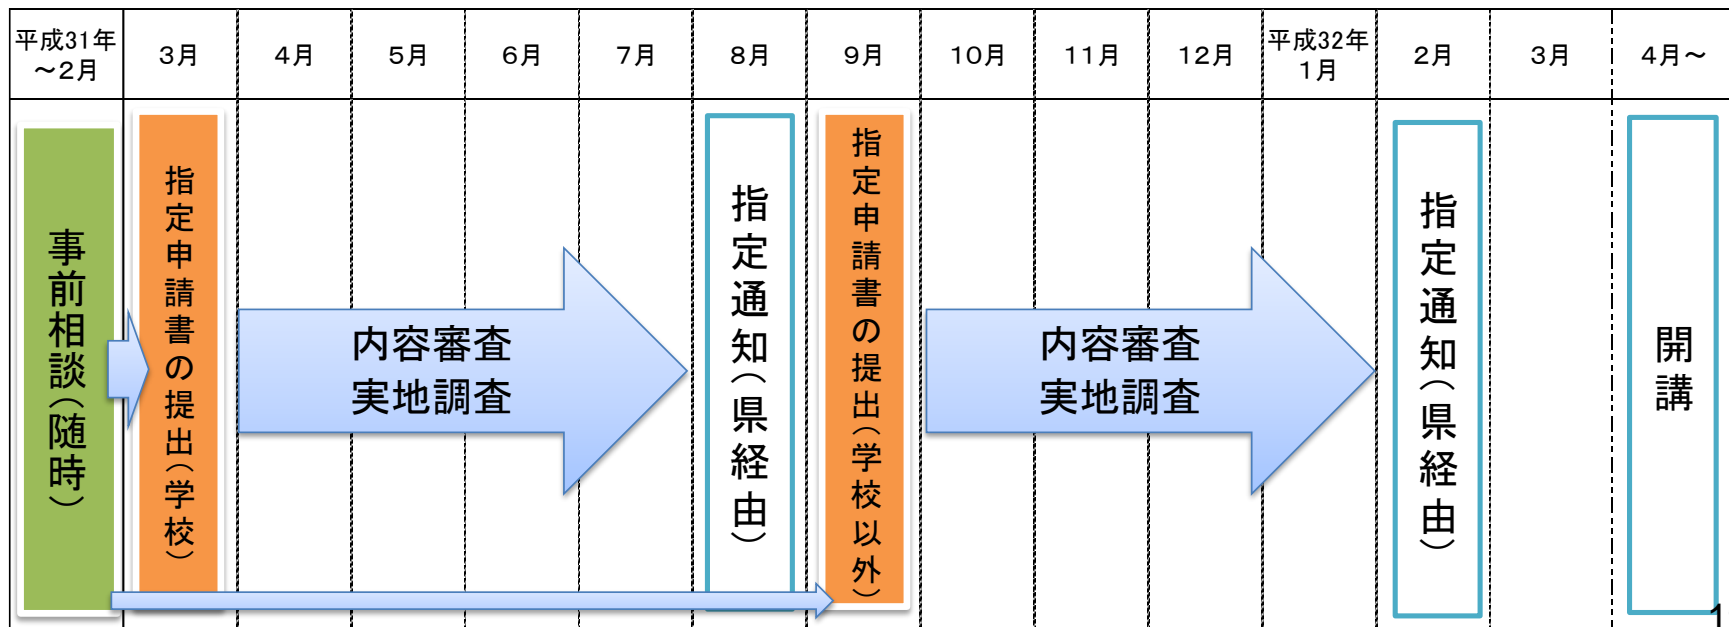 平成31年
～2月
3月
4月
5月
6月
7月
8月
9月
10月
11月
12月
平成32年
1月
2月
3月
4月～
事前相談（随時）
指定申請書の提出（学校）
内容審査
実地調査
指定通知（県経由）
指定申請書の提出（学校以外）
内容審査
実地調査
指定通知（県経由）
開講
1